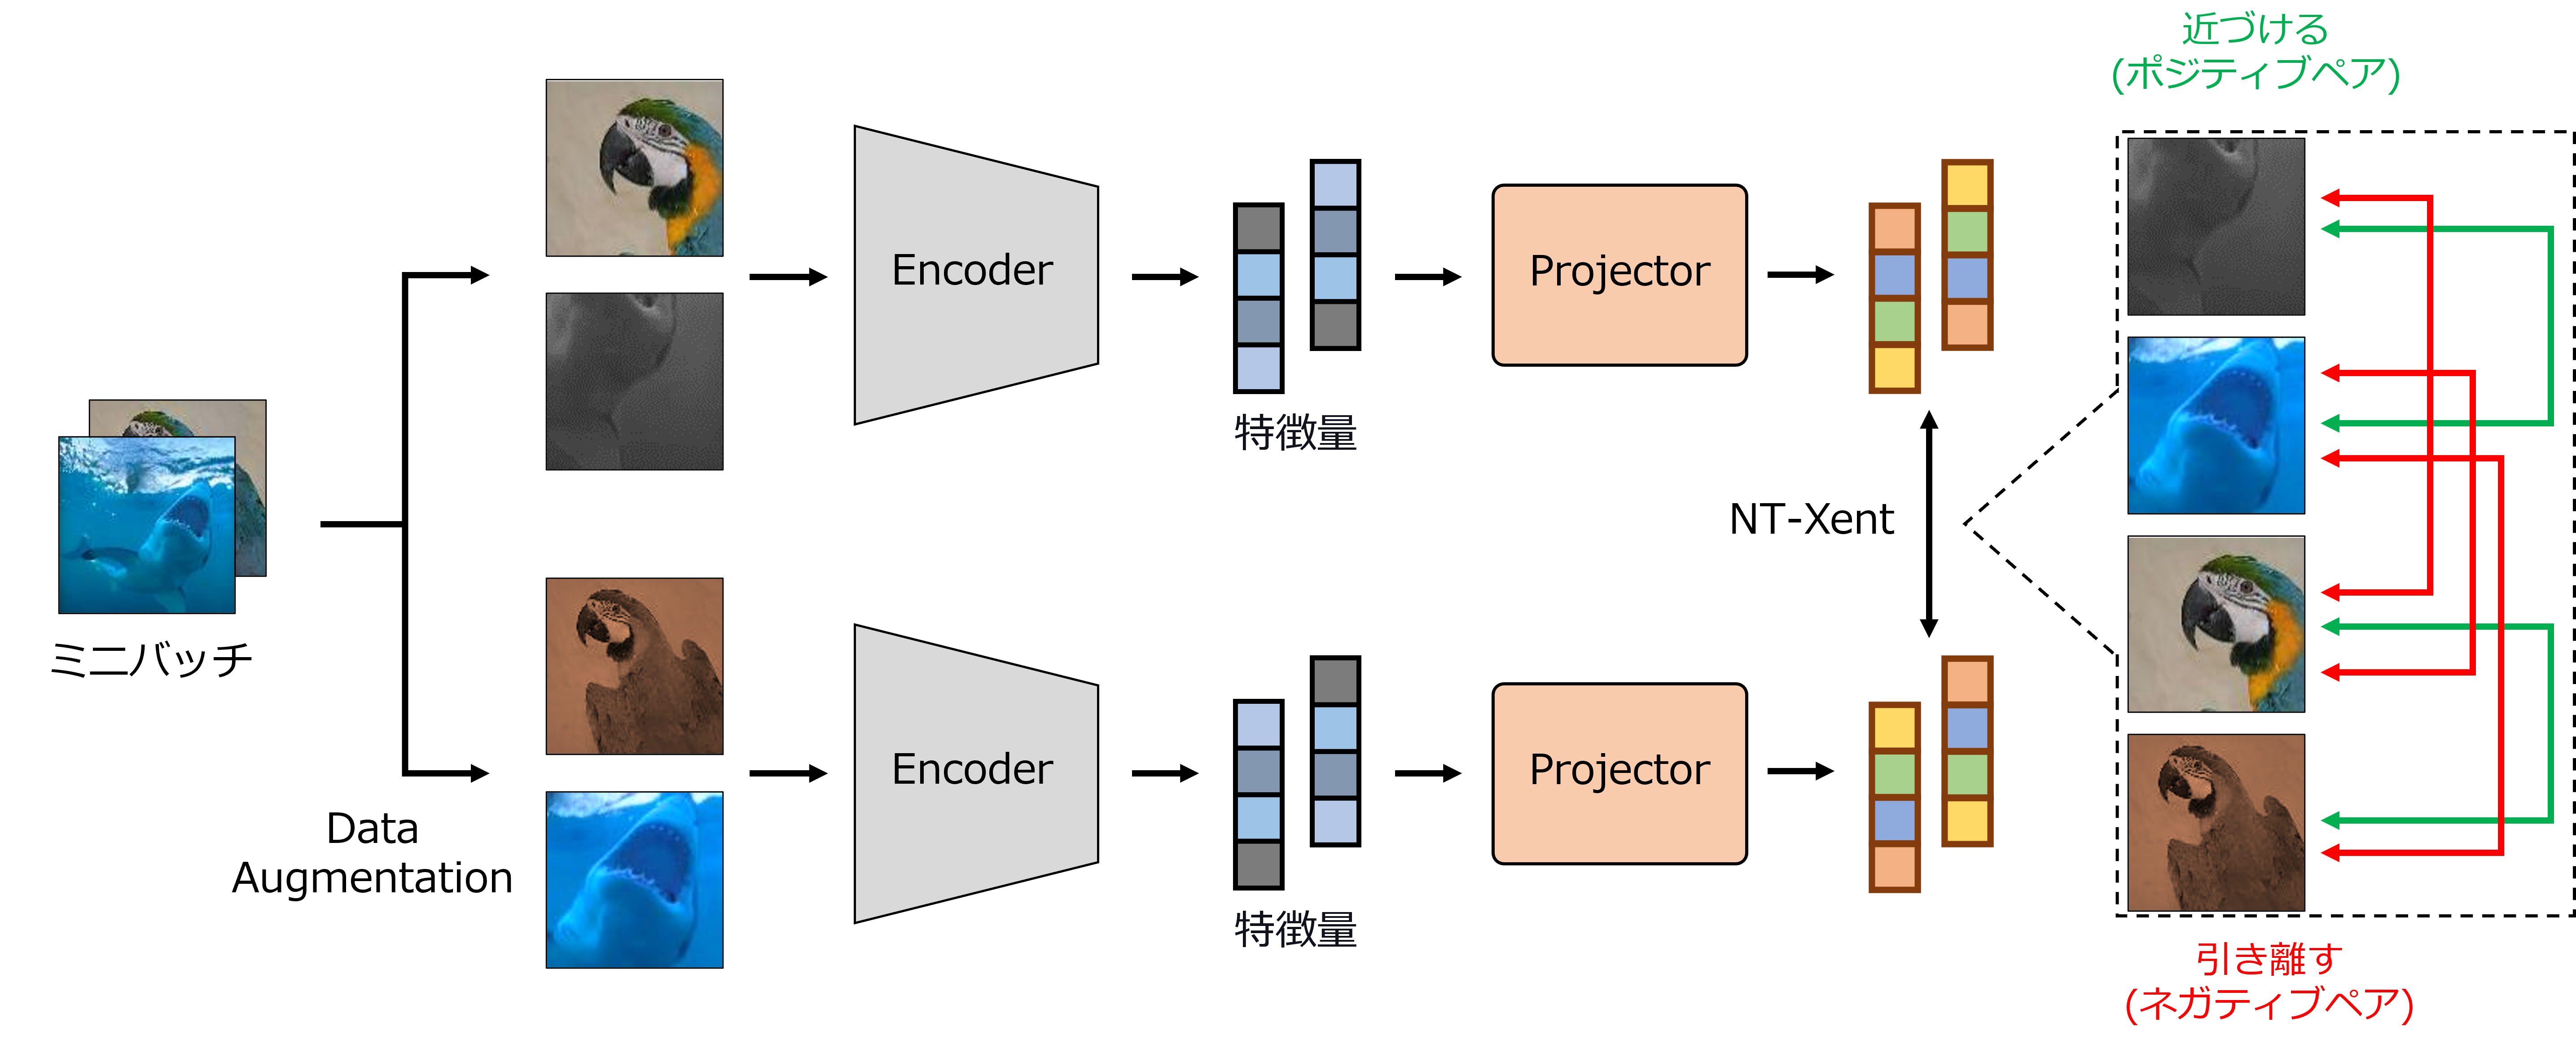 近づける
(ポジティブペア)
Encoder
Projector
特徴量
NT-Xent
ミニバッチ
Data
Augmentation
Encoder
Projector
特徴量
引き離す
(ネガティブペア)